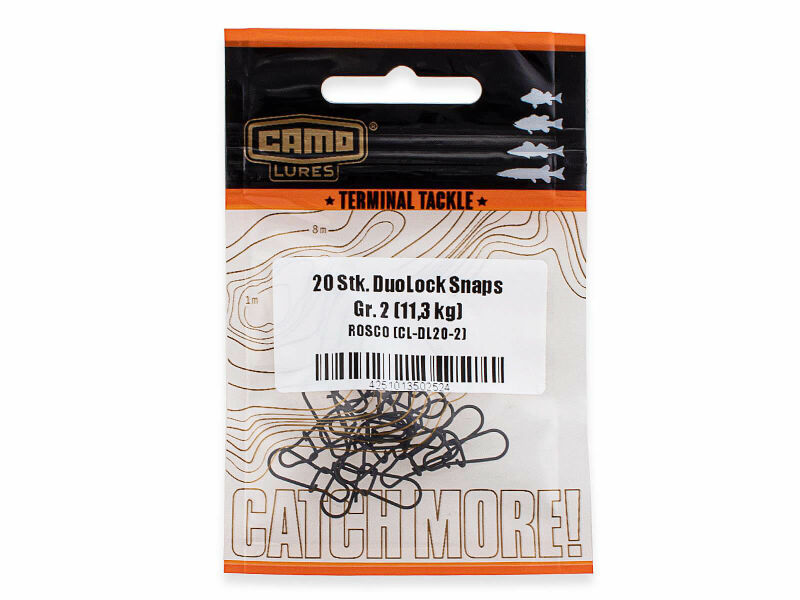 CAMO®
LURES
★ TERMINAL TACKLE ★
8m
1m
20 Stk. DuoLock Snaps
Gr. 2 (11,3 kg)
ROSCO (CL-DL20-2)
4251013502524
CATCH MORE!